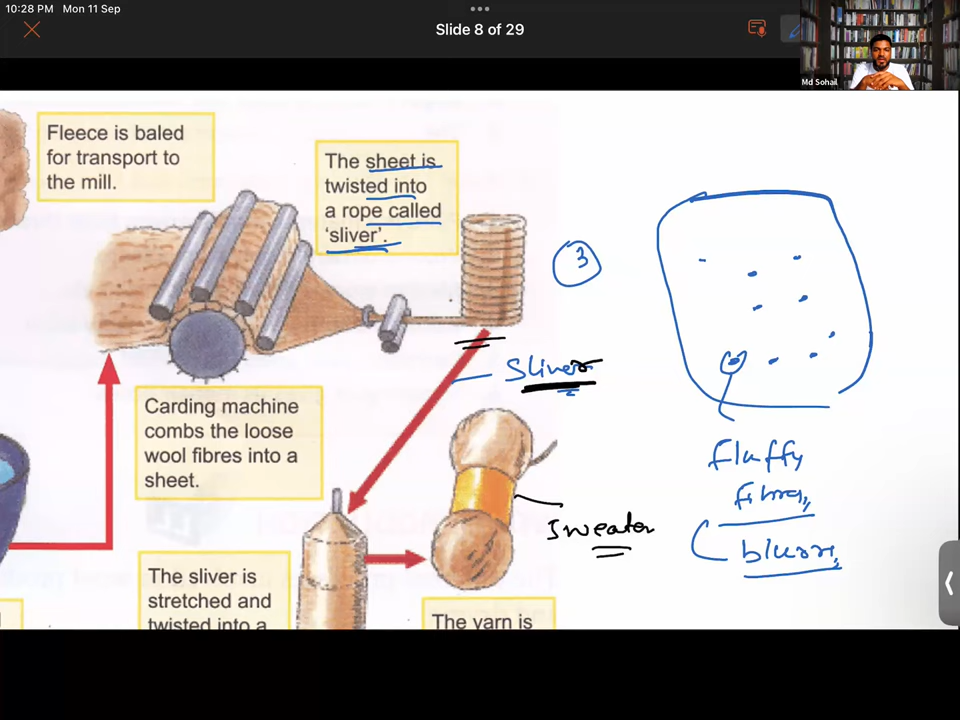 10:28 PM Mon 11 Sep
Slide 8 of 29
Md Sohail
Fleece is baled
for transport to
the mill.
The sheet is
twisted into
a rope called
‘sliver’.
3
Sliver
Carding machine
combs the loose
wool fibres into a
sheet.
fluffy
fibres,
Sweater
The sliver is
stretched and
twisted into a
The yarn is